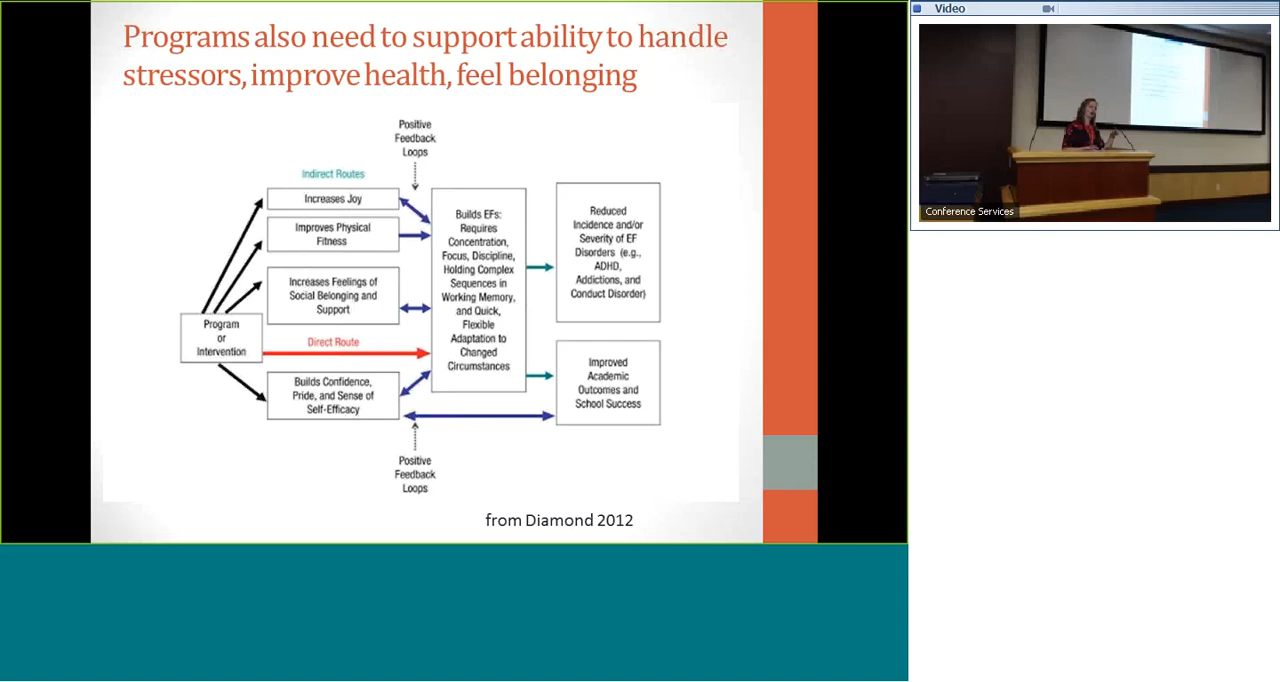 Programs also need to support ability to handle
stressors, improve health, feel belonging
Positive
Feedback
Loops
Indirect Routes
Increases Joy
Improves Physical
Fitness
Increases Feelings of
Social Belonging and
Support
Program
or
Intervention
Direct Route
Builds Confidence,
Pride, and Sense of
Self-Efficacy
Builds EFs:
Requires
Concentration,
Focus, Discipline,
Holding Complex
Sequences in
Working Memory,
and Quick,
Flexible
Adaptation to
Changed
Circumstances
Reduced
Incidence and/or
Severity of EF
Disorders (e.g.,
ADHD,
Addictions, and
Conduct Disorder)
Improved
Academic
Outcomes and
School Success
Positive
Feedback
Loops
from Diamond 2012
Video
Conference Services